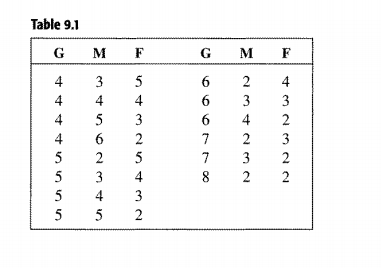 Table 9.1
G M F G M F
4 3 5 6 2 4
4 4 4 6 3 3
4 5 3 6 4 2
4 6 2 7 2 3
5 2 5 7 3 2
5 3 4 8 2 2
5 4 3
5 5 2